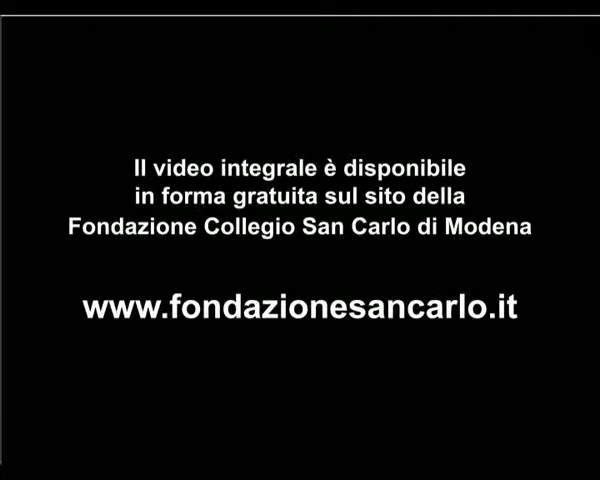 Il video integrale è disponibile
in forma gratuita sul sito della
Fondazione Collegio San Carlo di Modena
www.fondazionesancarlo.it